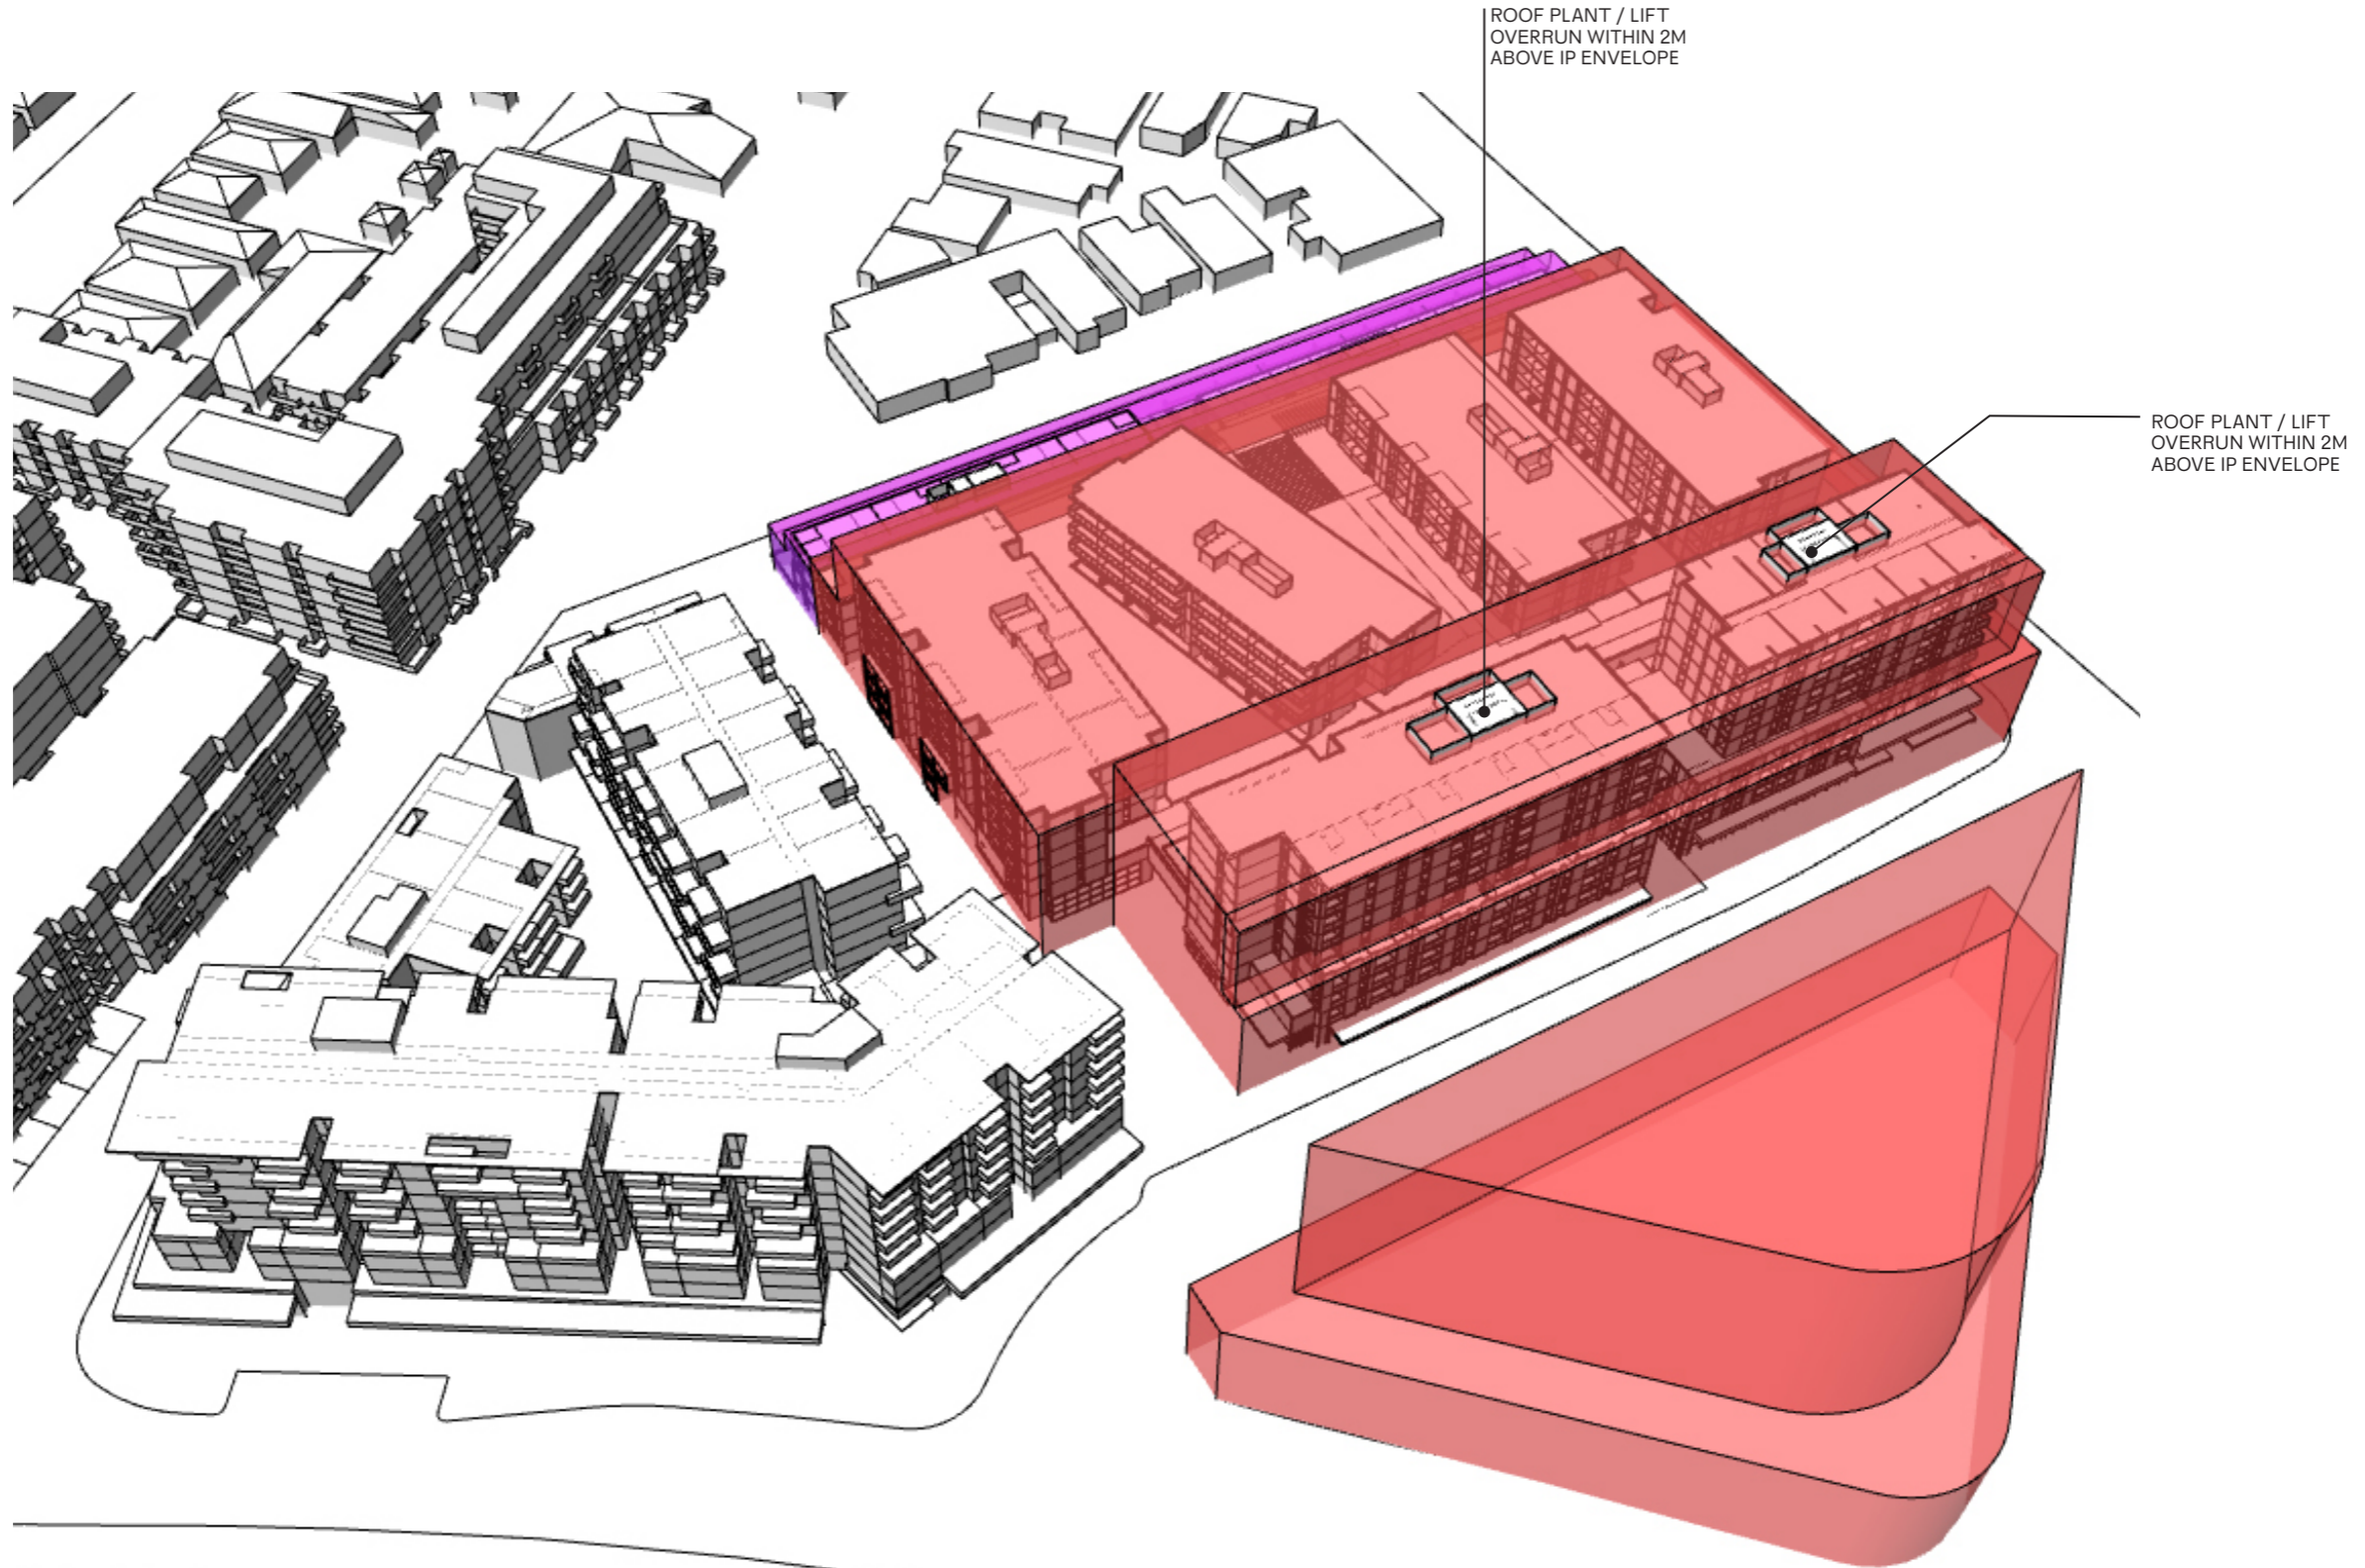 ROOF PLANT / LIFT
OVERRUN WITHIN 2M
ABOVE IP ENVELOPE
ROOF PLANT / LIFT
OVERRUN WITHIN 2M
ABOVE IP ENVELOPE